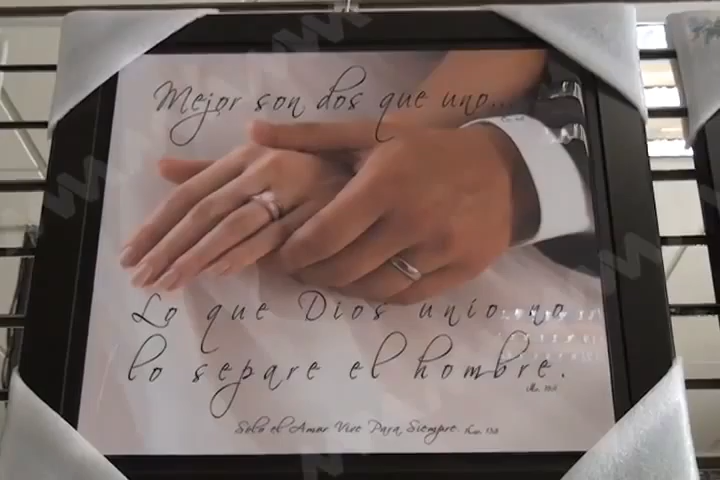 Mejor son dos que uno...
Lo que Dios unio no
lo separe el hombre.
Solo el Amor Vive Para Siempre.